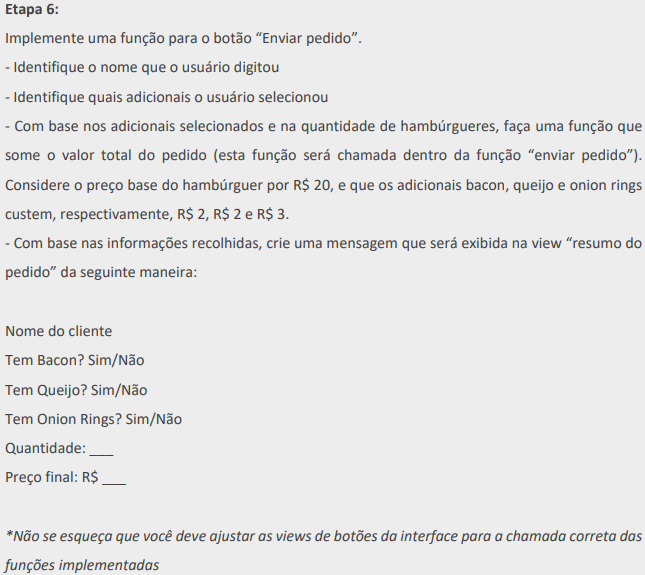 Etapa 6:
Implemente uma função para o botão “Enviar pedido”.
- Identifique o nome que o usuário digitou
- Identifique quais adicionais o usuário selecionou
- Com base nos adicionais selecionados e na quantidade de hambúrgueres, faça uma função que
some o valor total do pedido (esta função será chamada dentro da função “enviar pedido”).
Considere o preço base do hambúrguer por R$ 20, e que os adicionais bacon, queijo e onion rings
custem, respectivamente, R$ 2, R$ 2 e R$ 3.
- Com base nas informações recolhidas, crie uma mensagem que será exibida na view “resumo do
pedido” da seguinte maneira:
Nome do cliente
Tem Bacon? Sim/Não
Tem Queijo? Sim/Não
Tem Onion Rings? Sim/Não
Quantidade: ___
Preço final: R$ ___
*Não se esqueça que você deve ajustar as views de botões da interface para a chamada correta das
funções implementadas